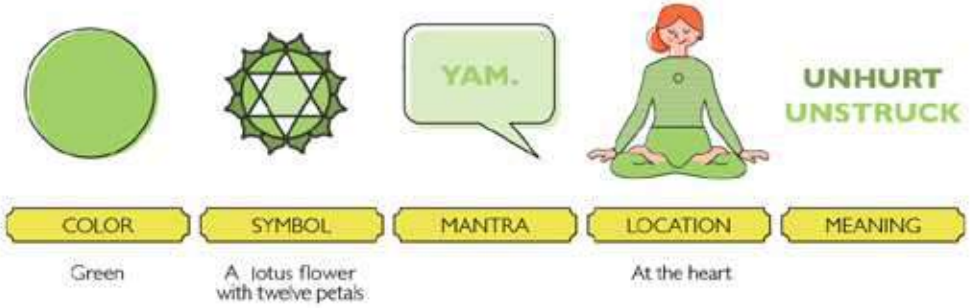 YAM.
UNHURT
UNSTRUCK
COLOR
SYMBOL
MANTRA
LOCATION
MEANING
Green
A lotus flower
with twelve petals
At the heart